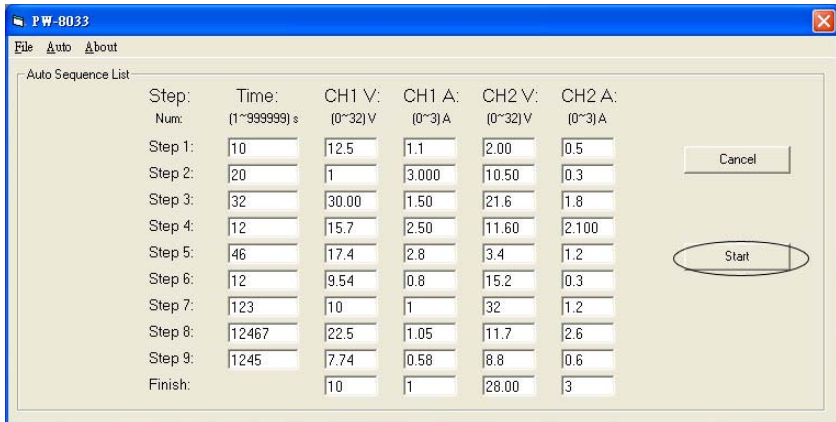 PW-8033
File Auto About
Auto Sequence List
Step: Time: CH1 V: CH1 A: CH2 V: CH2 A:
Num: (1~999999) s (0~32) V (0~3) A (0~32) V (0~3) A
Step 1: 10 12.5 1.1 2.00 0.5
Cancel
Step 2: 20 1 3.000 10.50 0.3
Step 3: 32 30.00 1.50 21.6 1.8
Step 4: 12 15.7 2.50 11.60 2.100
Step 5: 46 17.4 2.8 3.4 1.2
Start
Step 6: 12 9.54 0.8 15.2 0.3
Step 7: 123 10 1 32 1.2
Step 8: 12467 22.5 1.05 11.7 2.6
Step 9: 1245 7.74 0.58 8.8 0.6
Finish: 10 1 28.00 3